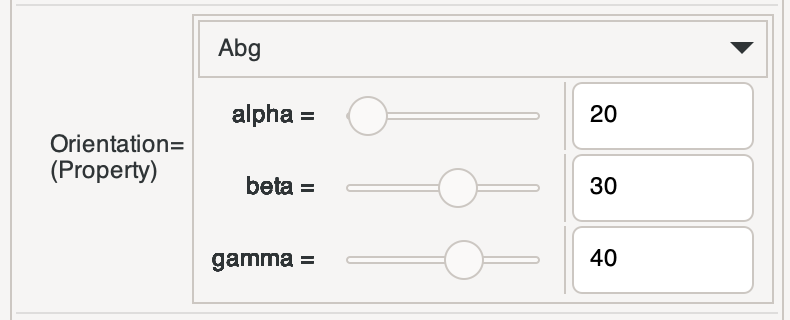 Abg
alpha = 20
Orientation=
(Property)
beta = 30
gamma = 40